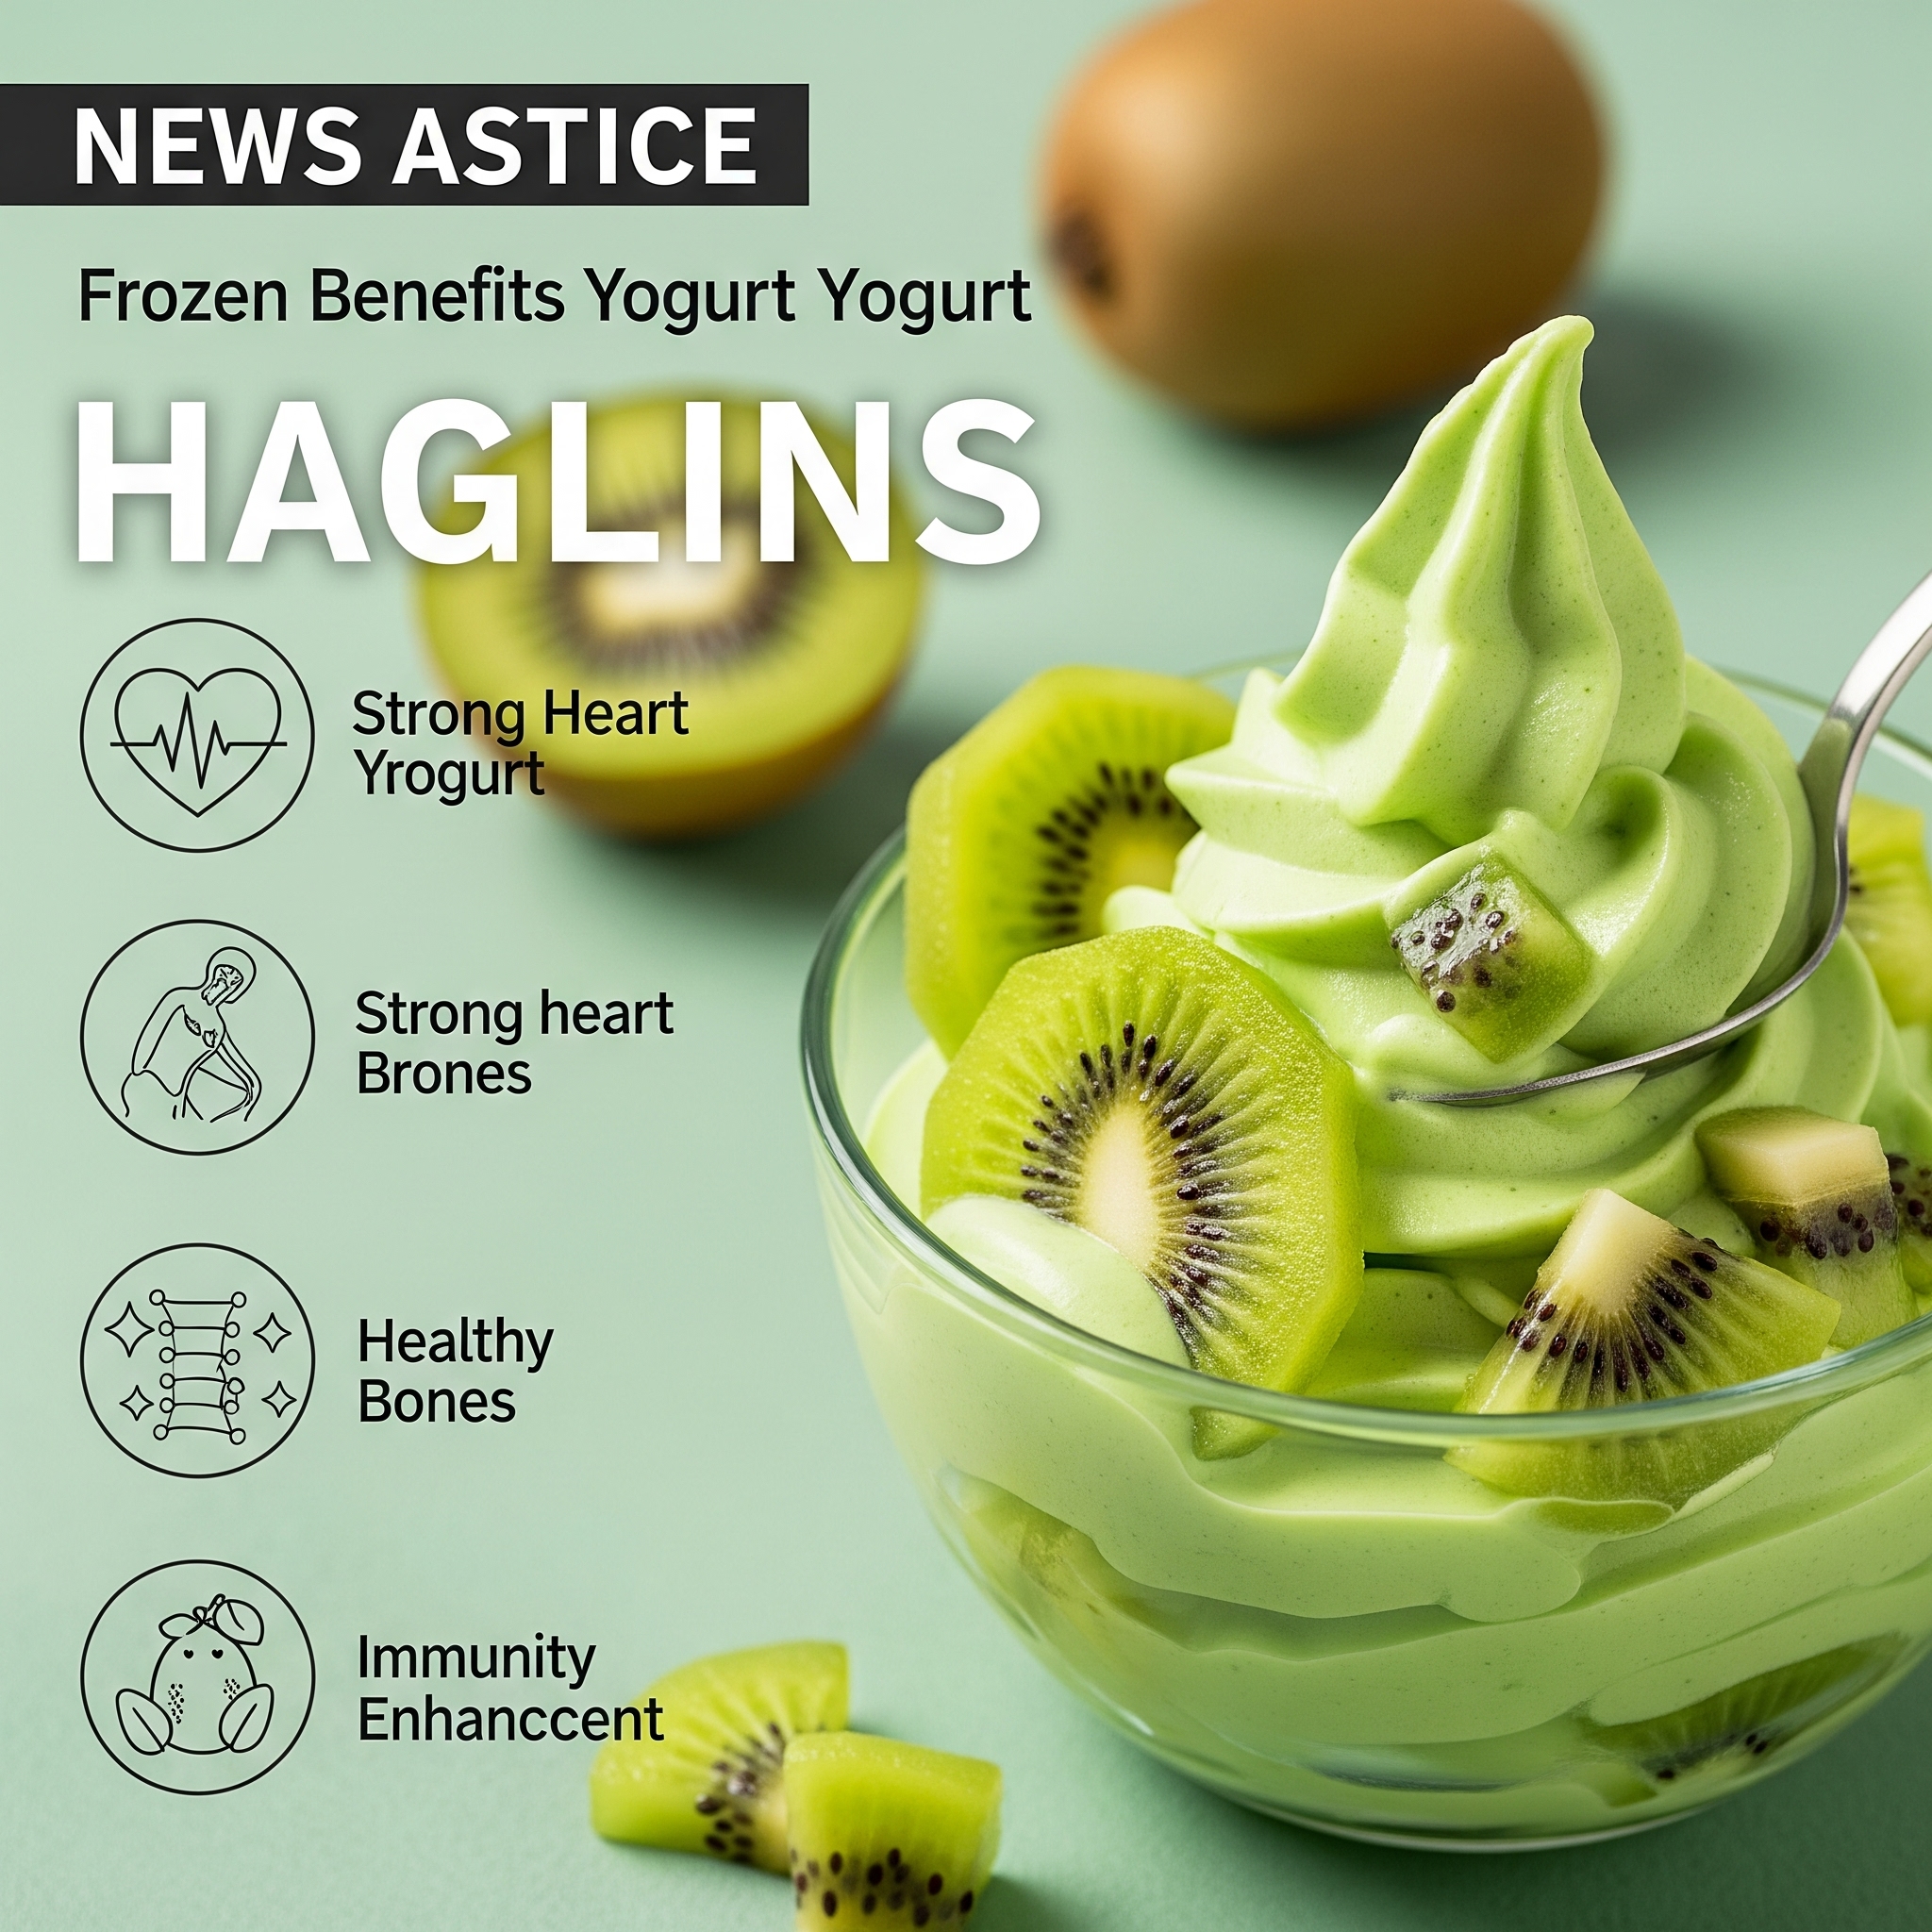 NEWS ASTICE
Frozen Benefits Yogurt Yogurt
HAGLINS
Strong Heart
Yrogurt
Strong heart
Brones
Healthy
Bones
Immunity
Enhanccent